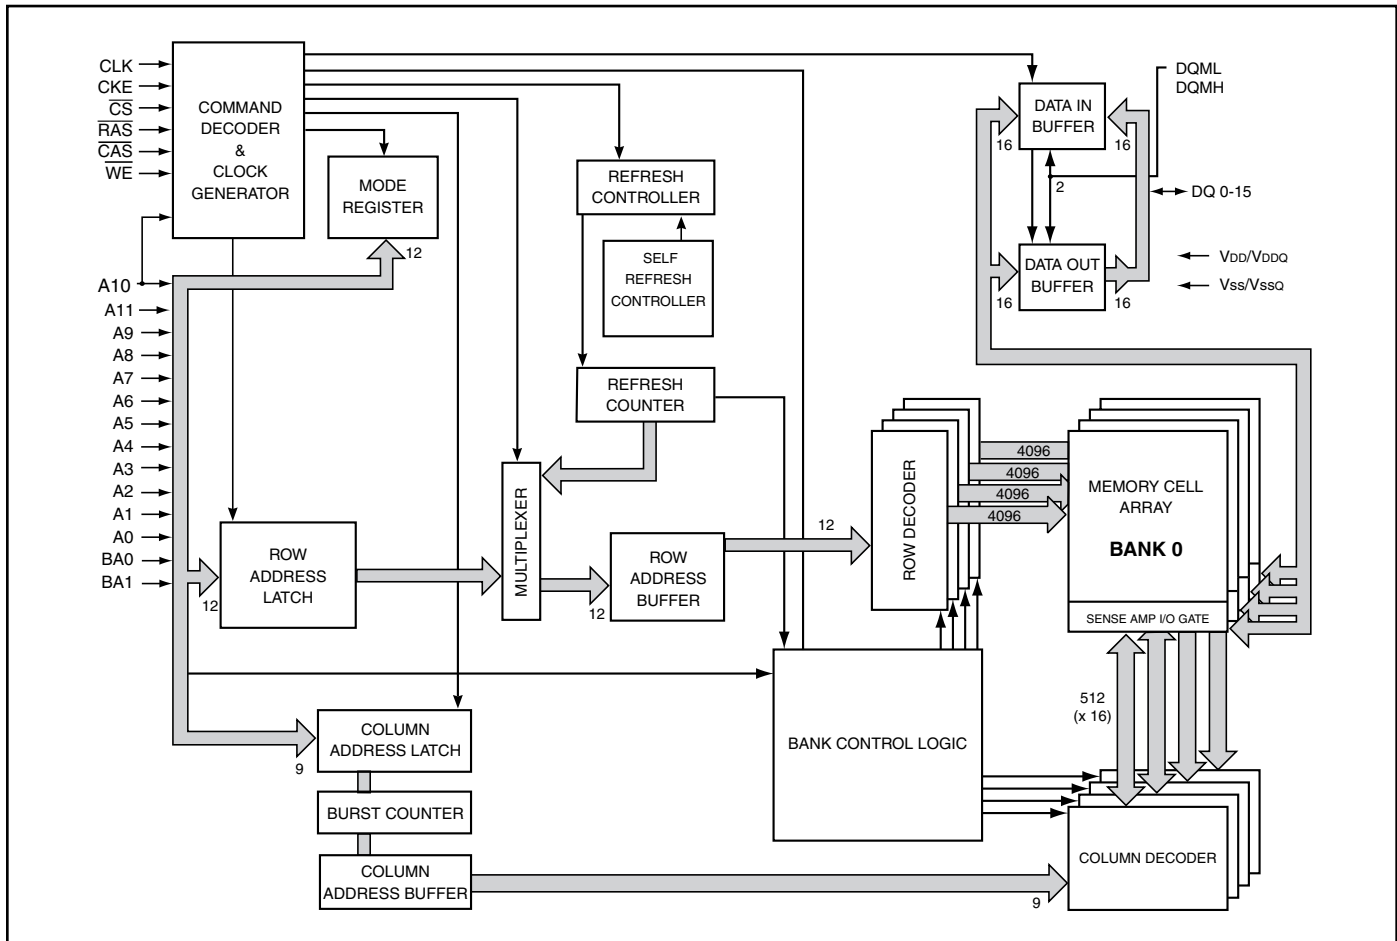 CLK
CKE
CS
RAS
CAS
WE
COMMAND
DECODER
&
CLOCK
GENERATOR
MODE
REGISTER
12
REFRESH
CONTROLLER
SELF
REFRESH
CONTROLLER
REFRESH
COUNTER
DATA IN
BUFFER
16
16
2
DQML
DQMH
DQ 0-15
DATA OUT
BUFFER
16
16
VDD/VDDQ
Vss/VssQ
A10
A11
A9
A8
A7
A6
A5
A4
A3
A2
A1
A0
BA0
BA1
12
ROW
ADDRESS
LATCH
MULTIPLEXER
12
ROW
ADDRESS
BUFFER
12
ROW DECODER
4096
4096
4096
4096
MEMORY CELL
ARRAY
BANK 0
SENSE AMP I/O GATE
512
(x 16)
BANK CONTROL LOGIC
9
COLUMN
ADDRESS LATCH
BURST COUNTER
COLUMN
ADDRESS BUFFER
9
COLUMN DECODER